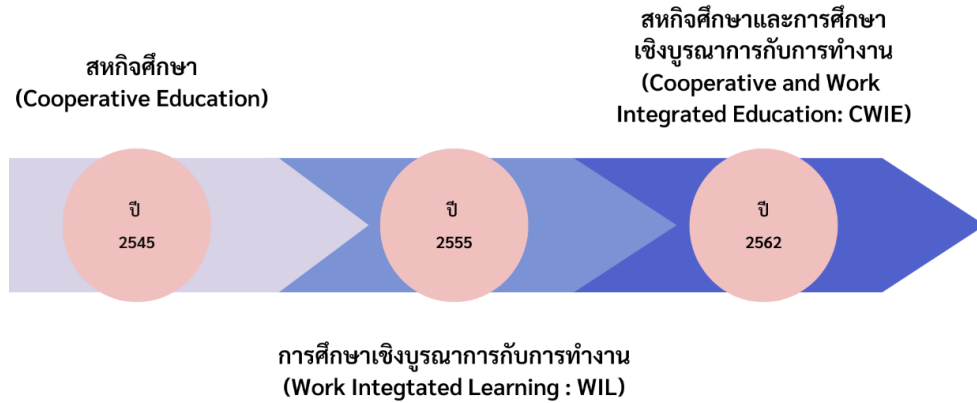 สหกิจศึกษา
(Cooperative Education)
สหกิจศึกษาและการศึกษา
เชิงบูรณาการกับการทำงาน
(Cooperative and Work
Integrated Education: CWIE)
ปี
2545
ปี
2555
ปี
2562
การศึกษาเชิงบูรณาการกับการทำงาน
(Work Integtated Learning : WIL)